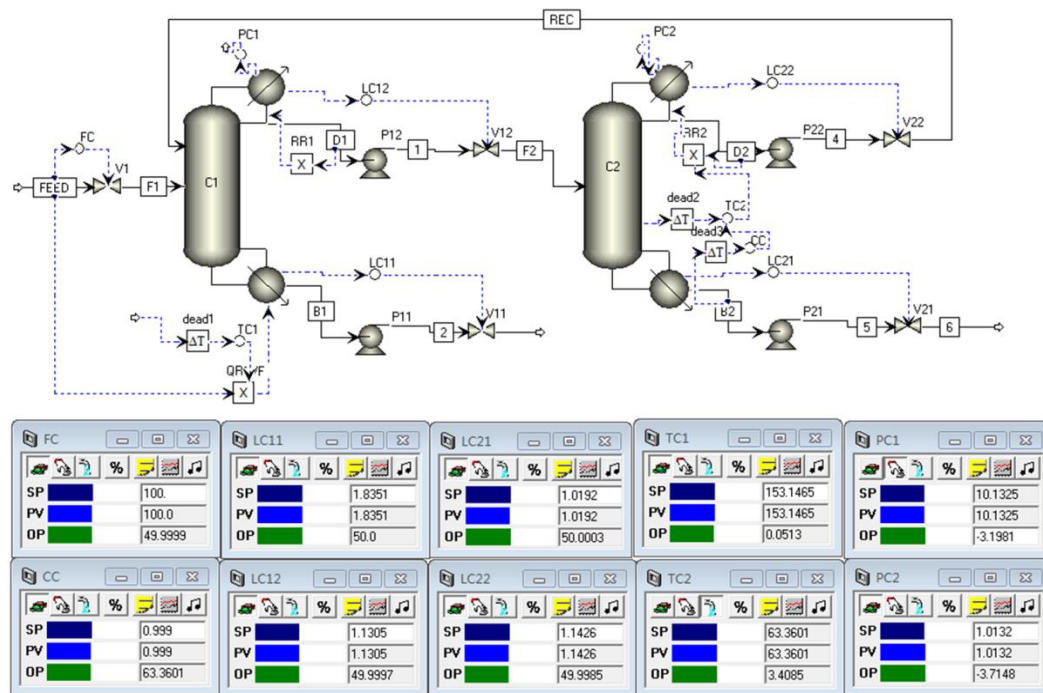 REC
PC1
PC2
LC12
LC22
FC
V1
FEED
F1
C1
RR1
X
D1
P12
1
V12
F2
C2
RR2
X
D2
P22
4
V22
dead2
ΔT
TC2
dead3
ΔT
CC
LC11
LC21
dead1
ΔT
TC1
X
B1
P11
2
V11
B2
P21
5
V21
6
FC
SP 100.
PV 100.0
OP 49.9999
LC11
%
SP 1.8351
PV 1.8351
OP 50.0
LC21
%
SP 1.0192
PV 1.0192
OP 50.0003
TC1
%
SP 153.1465
PV 153.1465
OP 0.0513
PC1
%
SP 10.1325
PV 10.1325
OP -3.1981
CC
%
SP 0.999
PV 0.999
OP 63.3601
LC12
%
SP 1.1305
PV 1.1305
OP 49.9997
LC22
%
SP 1.1426
PV 1.1426
OP 49.9985
TC2
%
SP 63.3601
PV 63.3601
OP 3.4085
PC2
%
SP 1.0132
PV 1.0132
OP -3.7148